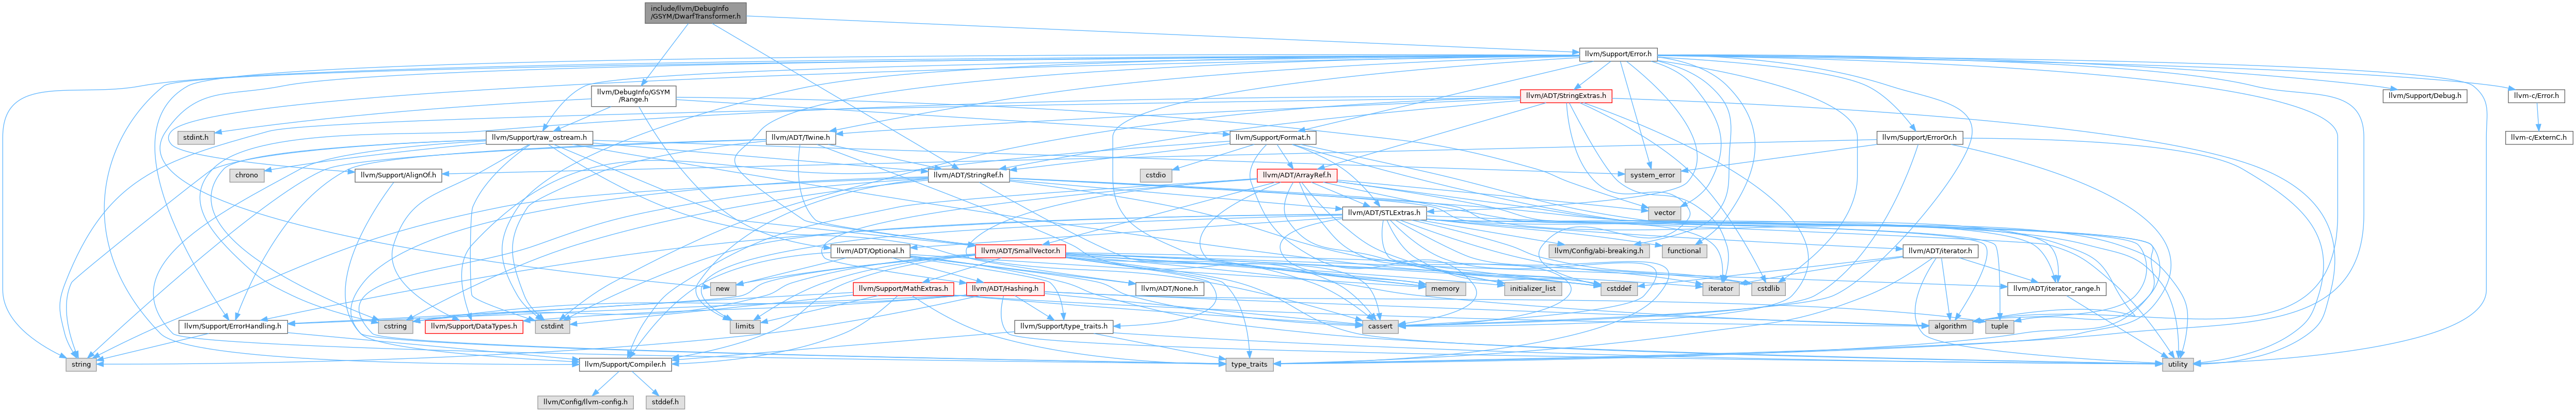 include/llvm/DebugInfo
/GSYM/DwarfTransformer.h
llvm/Support/Error.h
llvm/DebugInfo/GSYM
/Range.h
llvm/ADT/StringExtras.h
llvm/Support/Debug.h
llvm-c/Error.h
stdint.h
llvm/Support/raw_ostream.h
llvm/ADT/Twine.h
llvm/Support/Format.h
llvm/Support/ErrorOr.h
llvm-c/ExternC.h
chrono
llvm/Support/AlignOf.h
llvm/ADT/StringRef.h
cstdio
llvm/ADT/ArrayRef.h
system_error
llvm/ADT/STLExtras.h
vector
llvm/ADT/Optional.h
llvm/ADT/SmallVector.h
llvm/Config/abi-breaking.h
functional
llvm/ADT/iterator.h
new
llvm/Support/MathExtras.h
llvm/ADT/Hashing.h
llvm/ADT/None.h
memory
initializer_list
cstddef
iterator
cstdlib
llvm/ADT/iterator_range.h
llvm/Support/ErrorHandling.h
cstring
llvm/Support/DataTypes.h
cstdint
limits
llvm/Support/type_traits.h
cassert
algorithm
tuple
string
llvm/Support/Compiler.h
type_traits
utility
llvm/Config/llvm-config.h
stddef.h